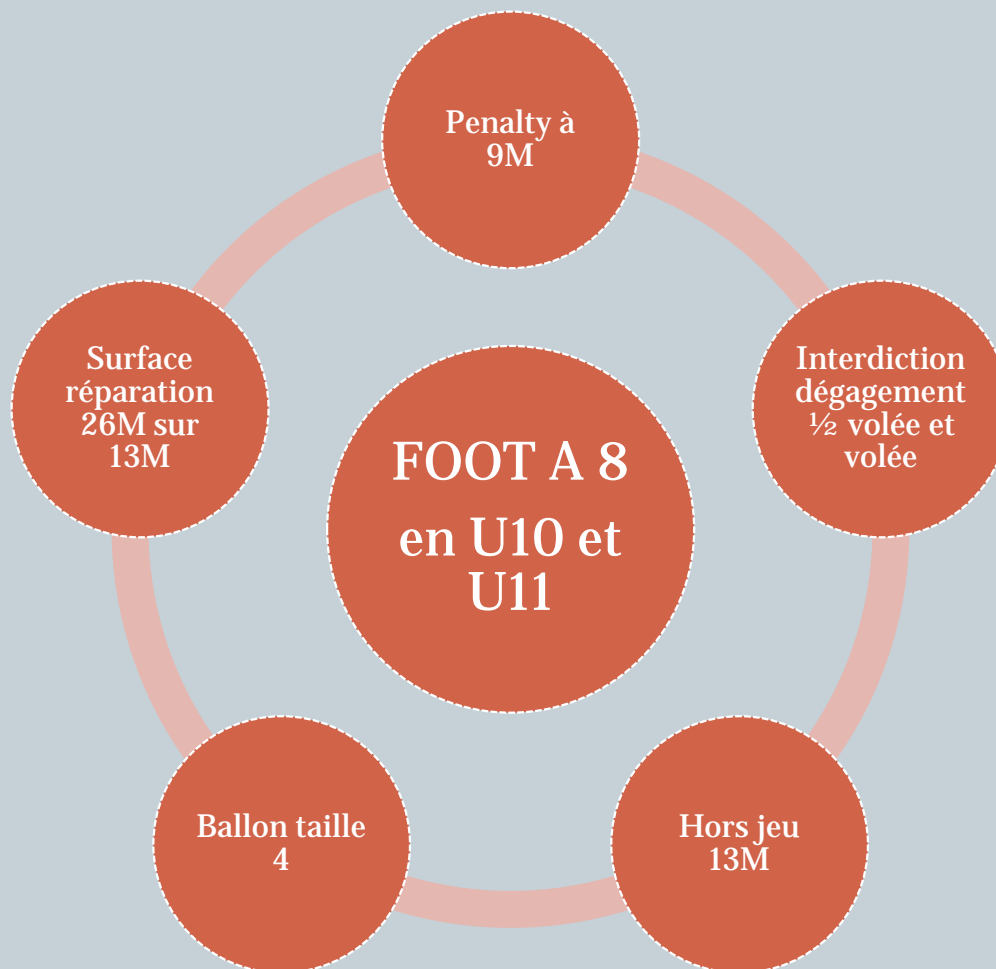 Penalty à
9M
Surface
réparation
26M sur
13M
Interdiction
dégagement
½ volée et
volée
FOOT A 8
en U10 et
U11
Ballon taille
4
Hors jeu
13M